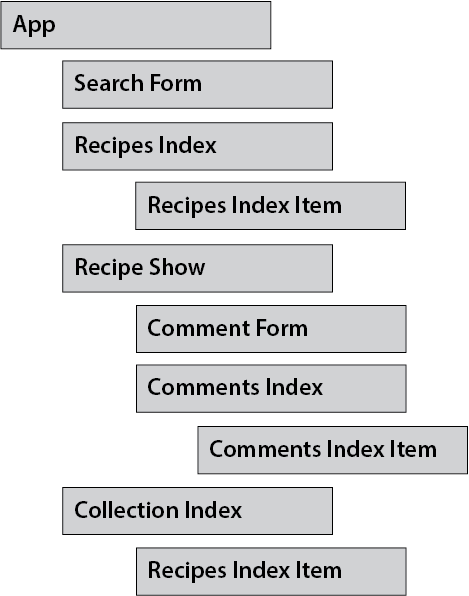 App
Search Form
Recipes Index
Recipes Index Item
Recipe Show
Comment Form
Comments Index
Comments Index Item
Collection Index
Recipes Index Item